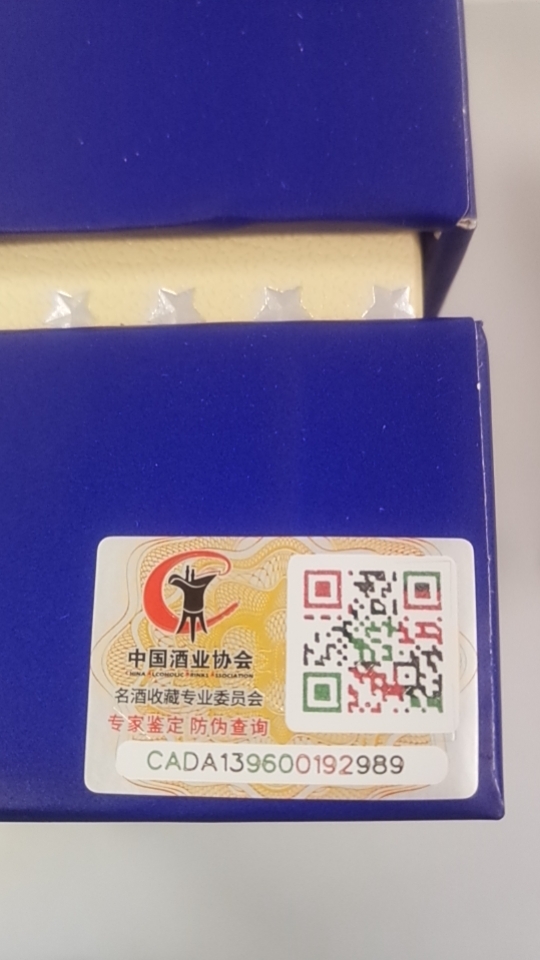 中国酒业协会
CHINA ALCOHOLIC DRINKS ASSOCIATION
名酒收藏专业委员会
专家鉴定 防伪查询
CADA139600192989